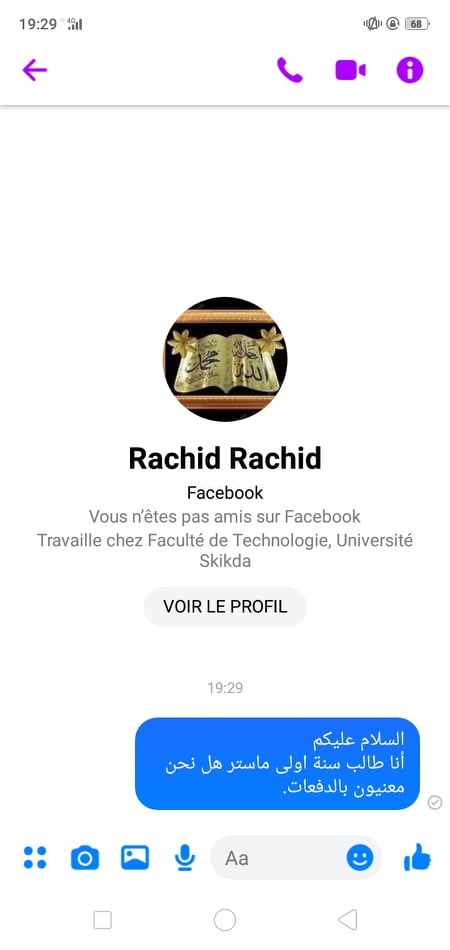 19:29
4G
68
Rachid Rachid
Facebook
Vous n’êtes pas amis sur Facebook
Travaille chez Faculté de Technologie, Université
Skikda
VOIR LE PROFIL
19:29
السلام عليكم
أنا طالب سنة اولى ماستر هل نحن
معنيون بالدفعات.
Aa